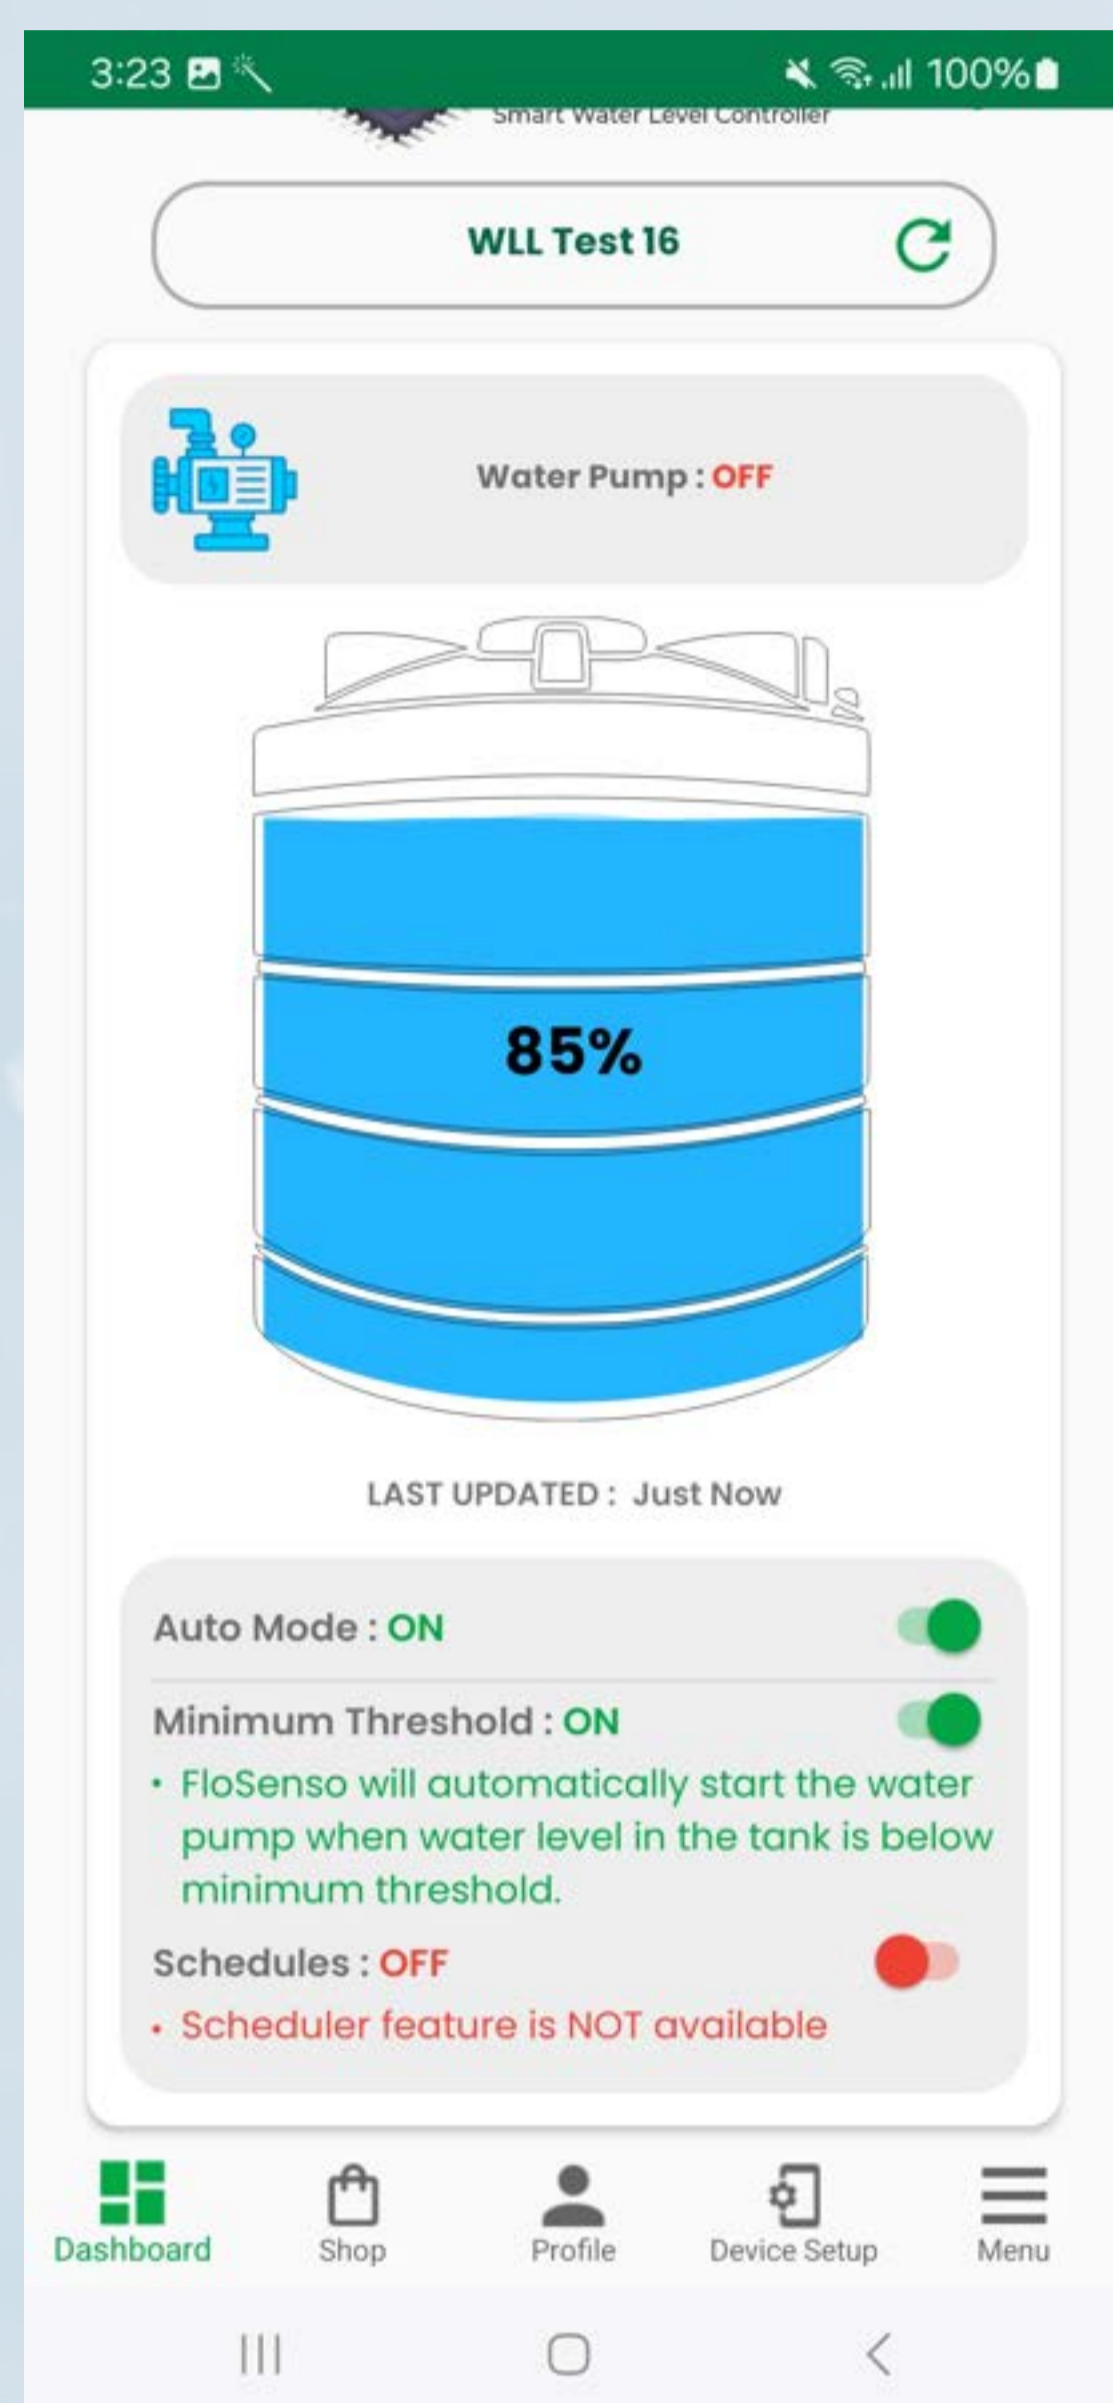 3:23
100%
Smart Water Level Controller
WLL Test 16
Water Pump : OFF
85%
LAST UPDATED : Just Now
Auto Mode : ON
Minimum Threshold : ON
• FloSenso will automatically start the water
pump when water level in the tank is below
minimum threshold.
Schedules : OFF
• Scheduler feature is NOT available
Dashboard
Shop
Profile
Device Setup
Menu